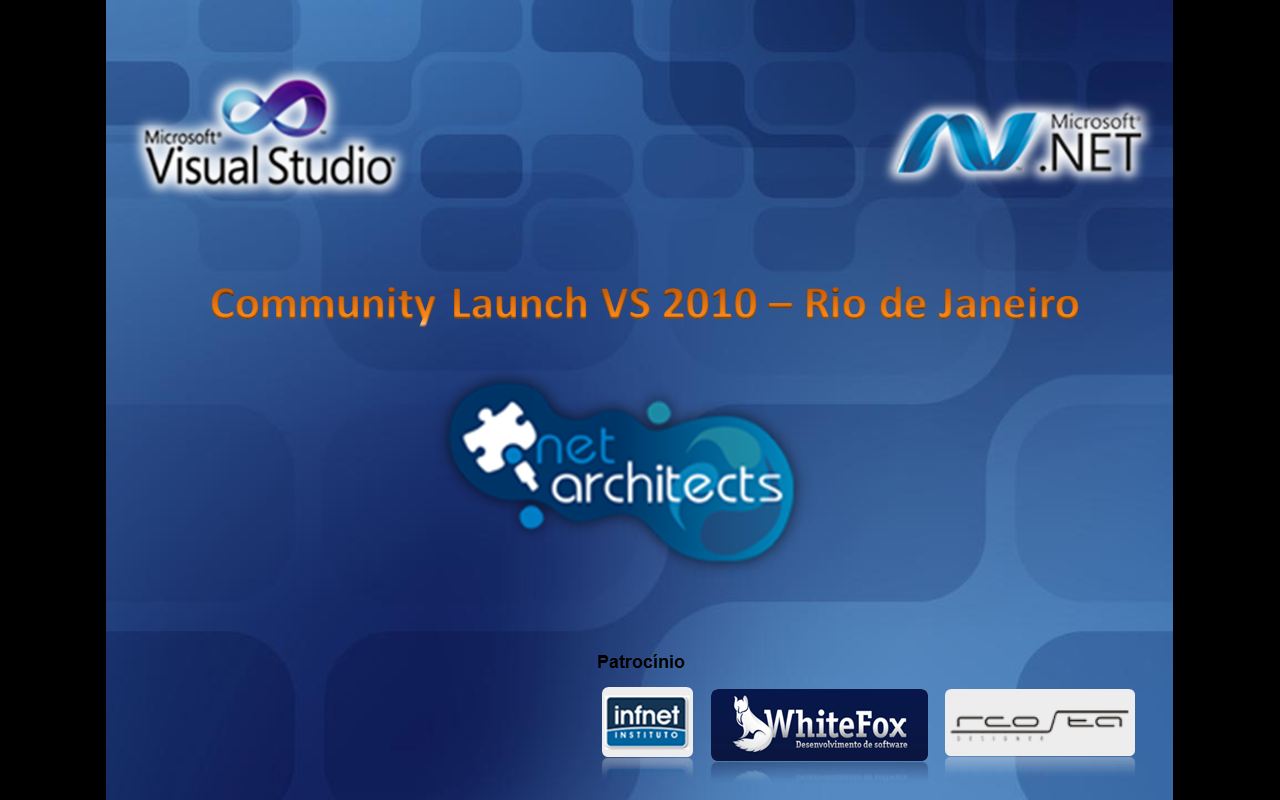 Microsoft®
Visual Studio®
Microsoft®
.NET
Community Launch VS 2010 – Rio de Janeiro
.net
architects
Patrocínio
infnet
INSTITUTO
WhiteFox
Desenvolvimento de software
rcosta
DESIGNER